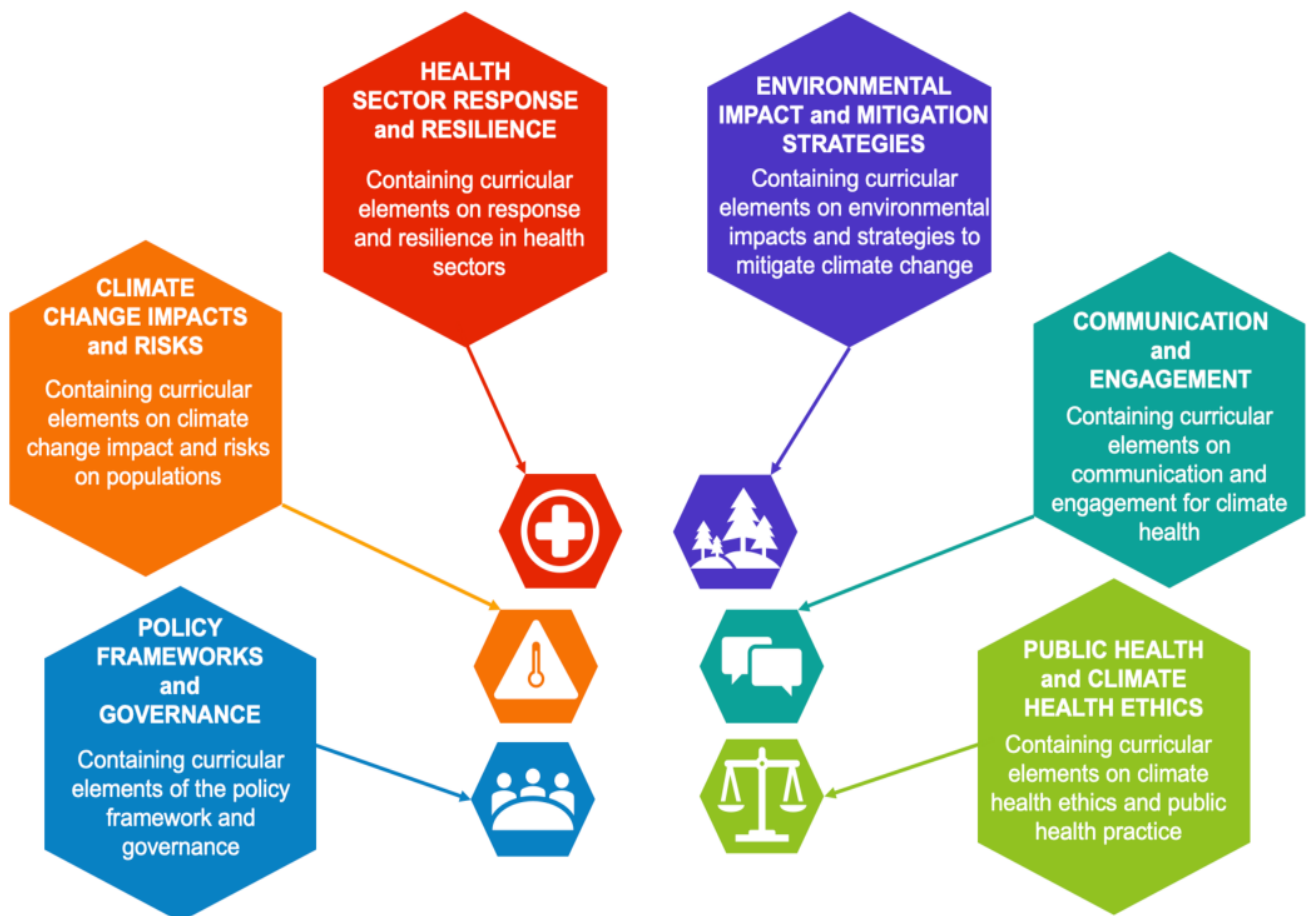 HEALTH
SECTOR RESPONSE
and RESILIENCE
Containing curricular
elements on response
and resilience in health
sectors
ENVIRONMENTAL
IMPACT and MITIGATION
STRATEGIES
Containing curricular
elements on environmental
impacts and strategies to
mitigate climate change
CLIMATE
CHANGE IMPACTS
and RISKS
Containing curricular
elements on climate
change impact and risks
on populations
COMMUNICATION
and
ENGAGEMENT
Containing curricular
elements on
communication and
engagement for climate
health
POLICY
FRAMEWORKS
and
GOVERNANCE
Containing curricular
elements of the policy
framework and
governance
PUBLIC HEALTH
and CLIMATE
HEALTH ETHICS
Containing curricular
elements on climate
health ethics and public
health practice